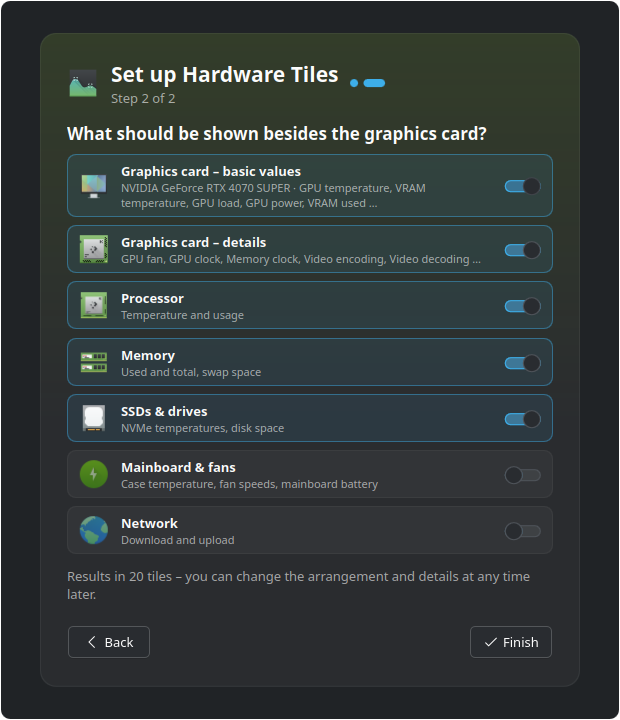 Set up Hardware Tiles
Step 2 of 2
What should be shown besides the graphics card?
Graphics card – basic values
NVIDIA GeForce RTX 4070 SUPER · GPU temperature, VRAM
temperature, GPU load, GPU power, VRAM used ...
Graphics card – details
GPU fan, GPU clock, Memory clock, Video encoding, Video decoding ...
Processor
Temperature and usage
Memory
Used and total, swap space
SSDs & drives
NVMe temperatures, disk space
Mainboard & fans
Case temperature, fan speeds, mainboard battery
Network
Download and upload
Results in 20 tiles – you can change the arrangement and details at any time
later.
Back
Finish